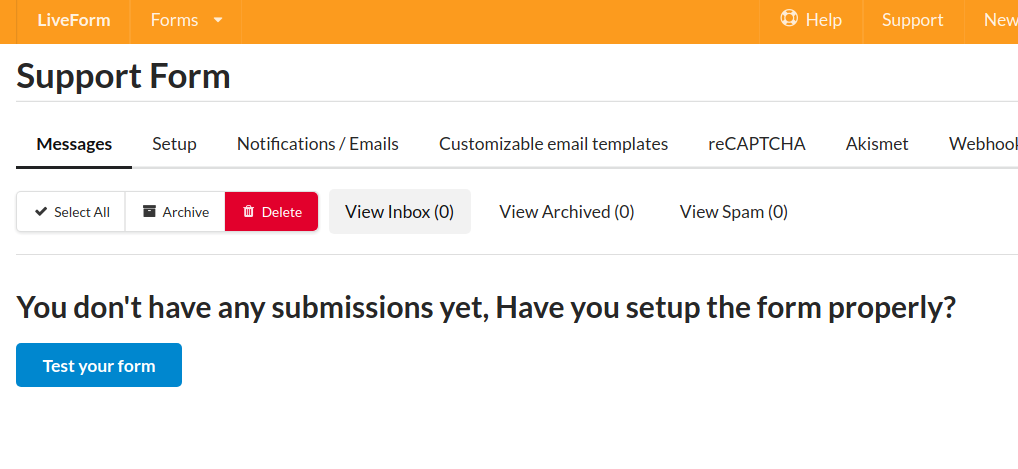 LiveForm Forms Help Support New
Support Form
Messages Setup Notifications / Emails Customizable email templates reCAPTCHA Akismet Webhook
Select All Archive Delete View Inbox (0) View Archived (0) View Spam (0)
You don't have any submissions yet, Have you setup the form properly?
Test your form